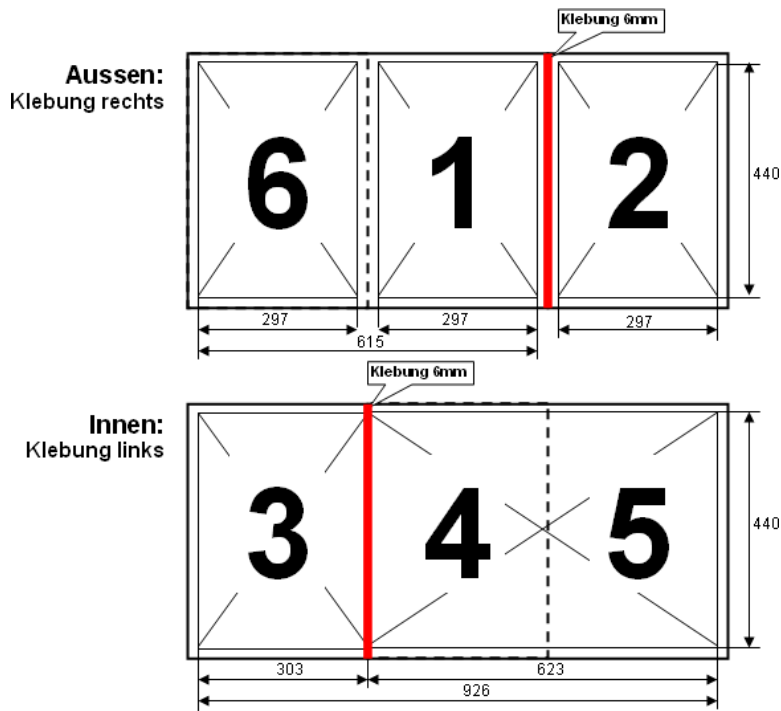 Klebung 6mm
Aussen:
Klebung rechts
6
1
2
440
297
297
297
615
Klebung 6mm
Innen:
Klebung links
3
4
5
440
303
623
926